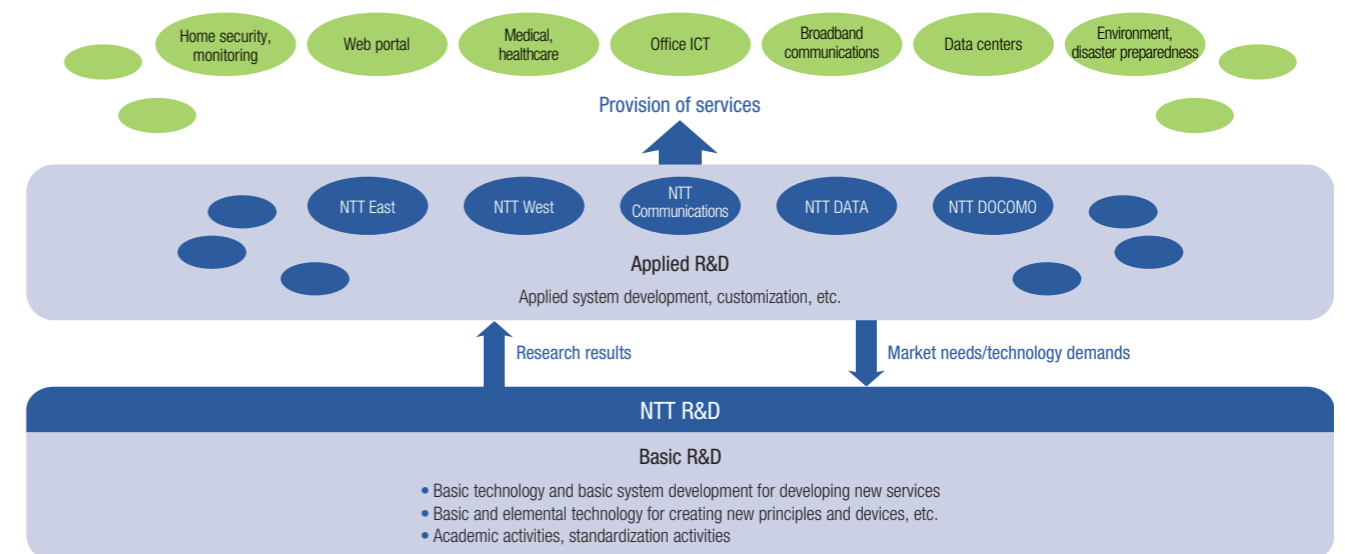 Home security,
monitoring
Web portal
Medical,
healthcare
Office ICT
Broadband
communications
Data centers
Environment,
disaster preparedness
Provision of services
NTT East
NTT West
NTT
Communications
NTT DATA
NTT DOCOMO
Applied R&D
Applied system development, customization, etc.
Research results
Market needs/technology demands
NTT R&D
Basic R&D
• Basic technology and basic system development for developing new services
• Basic and elemental technology for creating new principles and devices, etc.
• Academic activities, standardization activities